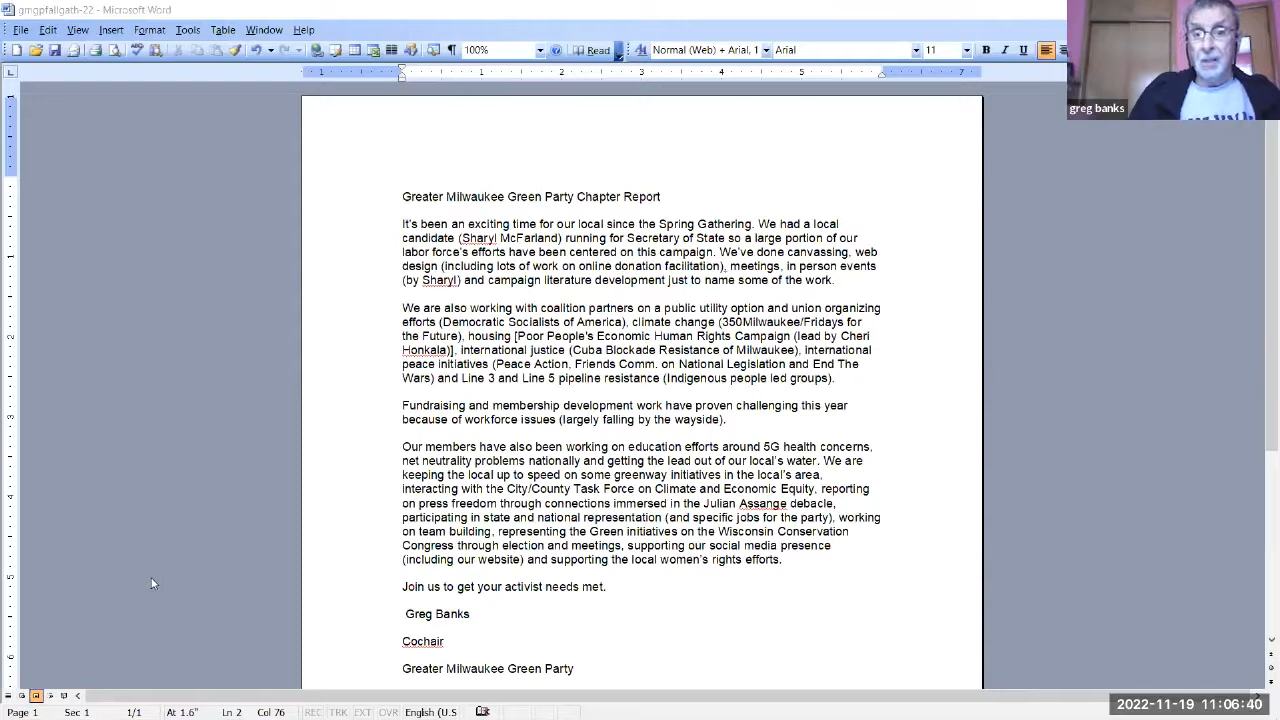 gmgpfallgath-22 - Microsoft Word
File Edit View Insert Format Tools Table Window Help
100% Read Normal (Web) + Arial, 1 Arial 11 B I U
1 1 2 3 4 5 7
greg banks
Greater Milwaukee Green Party Chapter Report
It's been an exciting time for our local since the Spring Gathering. We had a local
candidate (Sharyl McFarland) running for Secretary of State so a large portion of our
labor force's efforts have been centered on this campaign. We've done canvassing, web
design (including lots of work on online donation facilitation), meetings, in person events
(by Sharyl) and campaign literature development just to name some of the work.
We are also working with coalition partners on a public utility option and union organizing
efforts (Democratic Socialists of America), climate change (350Milwaukee/Fridays for
the Future), housing [Poor People's Economic Human Rights Campaign (lead by Cheri
Honkala)], international justice (Cuba Blockade Resistance of Milwaukee), international
peace initiatives (Peace Action, Friends Comm. on National Legislation and End The
Wars) and Line 3 and Line 5 pipeline resistance (Indigenous people led groups).
Fundraising and membership development work have proven challenging this year
because of workforce issues (largely falling by the wayside).
Our members have also been working on education efforts around 5G health concerns,
net neutrality problems nationally and getting the lead out of our local's water. We are
keeping the local up to speed on some greenway initiatives in the local's area,
interacting with the City/County Task Force on Climate and Economic Equity, reporting
on press freedom through connections immersed in the Julian Assange debacle,
participating in state and national representation (and specific jobs for the party), working
on team building, representing the Green initiatives on the Wisconsin Conservation
Congress through election and meetings, supporting our social media presence
(including our website) and supporting the local women's rights efforts.
Join us to get your activist needs met.
Greg Banks
Cochair
Greater Milwaukee Green Party
Page 1 Sec 1 1/1 At 1.6" Ln 2 Col 76 REC TRK EXT OVR English (U.S
2022-11-19 11:06:40